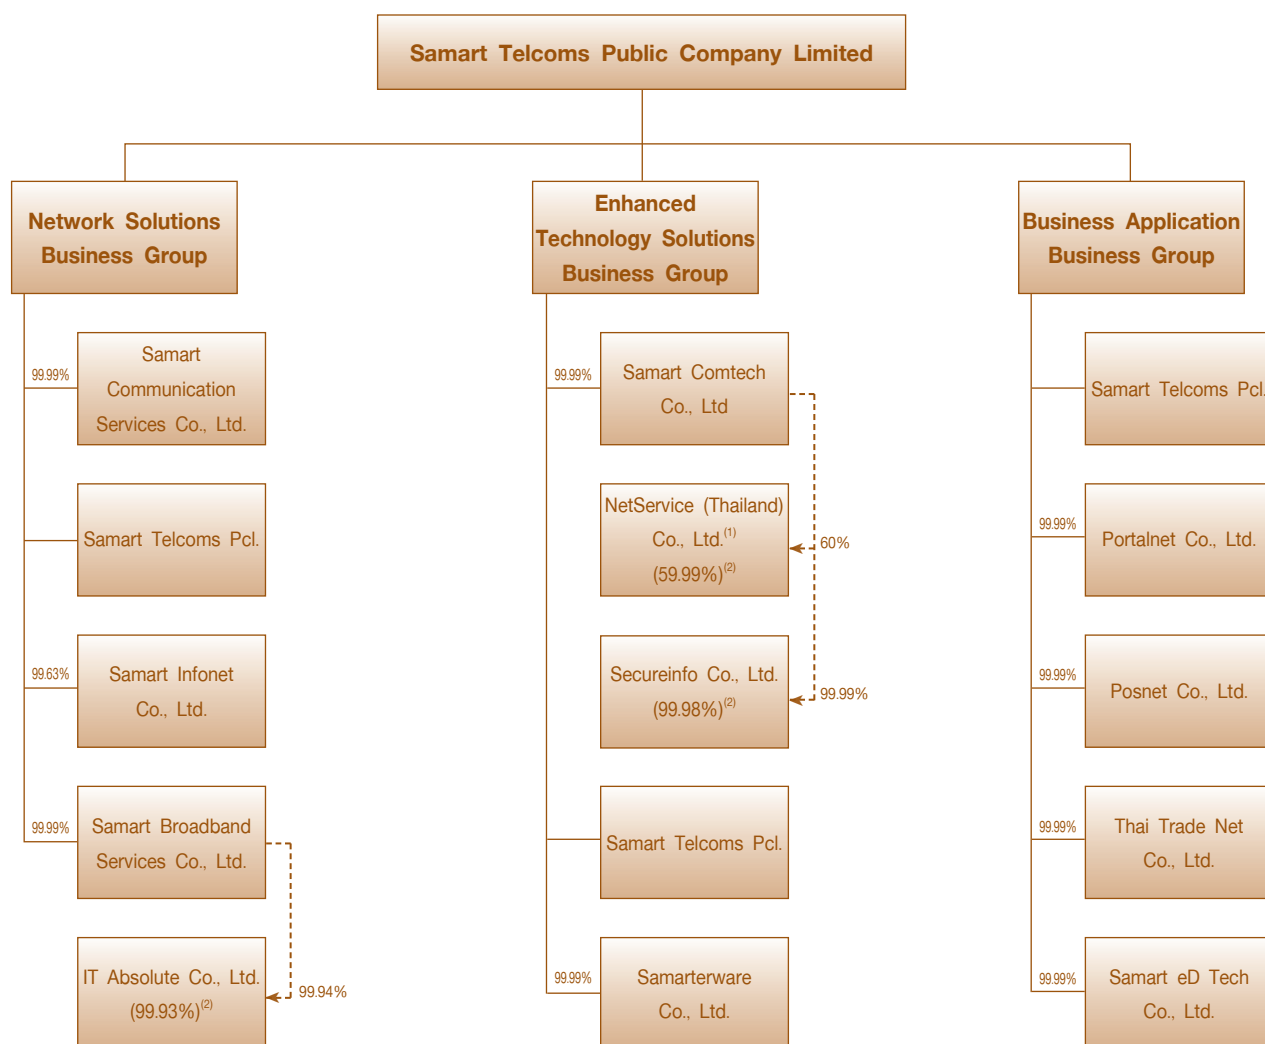 Samart Telcoms Public Company Limited
Network Solutions
Business Group
99.99%
Samart
Communication
Services Co., Ltd.
Samart Telcoms Pcl.
99.63%
Samart Infonet
Co., Ltd.
99.99%
Samart Broadband
Services Co., Ltd.
IT Absolute Co., Ltd.
(99.93%)(2)
99.94%
Enhanced
Technology Solutions
Business Group
99.99%
Samart Comtech
Co., Ltd
NetService (Thailand)
Co., Ltd.(1)
(59.99%)(2)
60%
Secureinfo Co., Ltd.
(99.98%)(2)
99.99%
Samart Telcoms Pcl.
99.99%
Samarterware
Co., Ltd.
Business Application
Business Group
Samart Telcoms Pcl.
99.99%
Portalnet Co., Ltd.
99.99%
Posnet Co., Ltd.
99.99%
Thai Trade Net
Co., Ltd.
99.99%
Samart eD Tech
Co., Ltd.